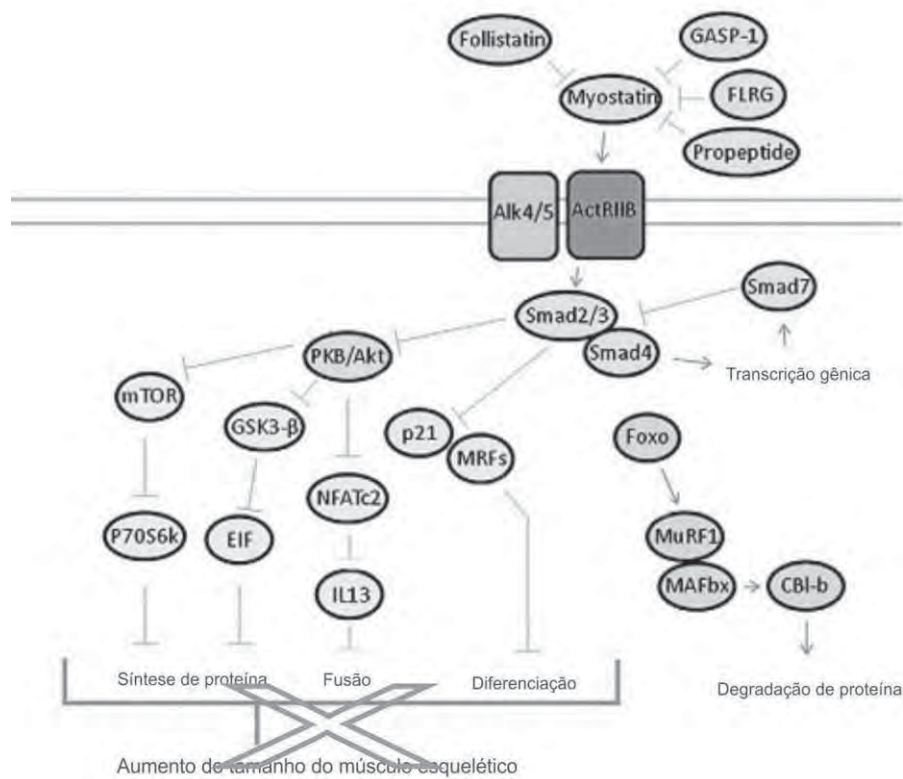 Follistatin
GASP-1
Myostatin
FLRG
Propeptide
Alk4/5
ActRIIB
Smad7
Smad2/3
Smad4
Transcrição gênica
PKB/Akt
mTOR
GSK3-β
p21
MRFs
Foxo
NFATc2
P70S6k
EIF
MuRF1
IL13
MAFbx
CBl-b
Síntese de proteína
Fusão
Diferenciação
Degradação de proteína
Aumento do tamanho do músculo esquelético